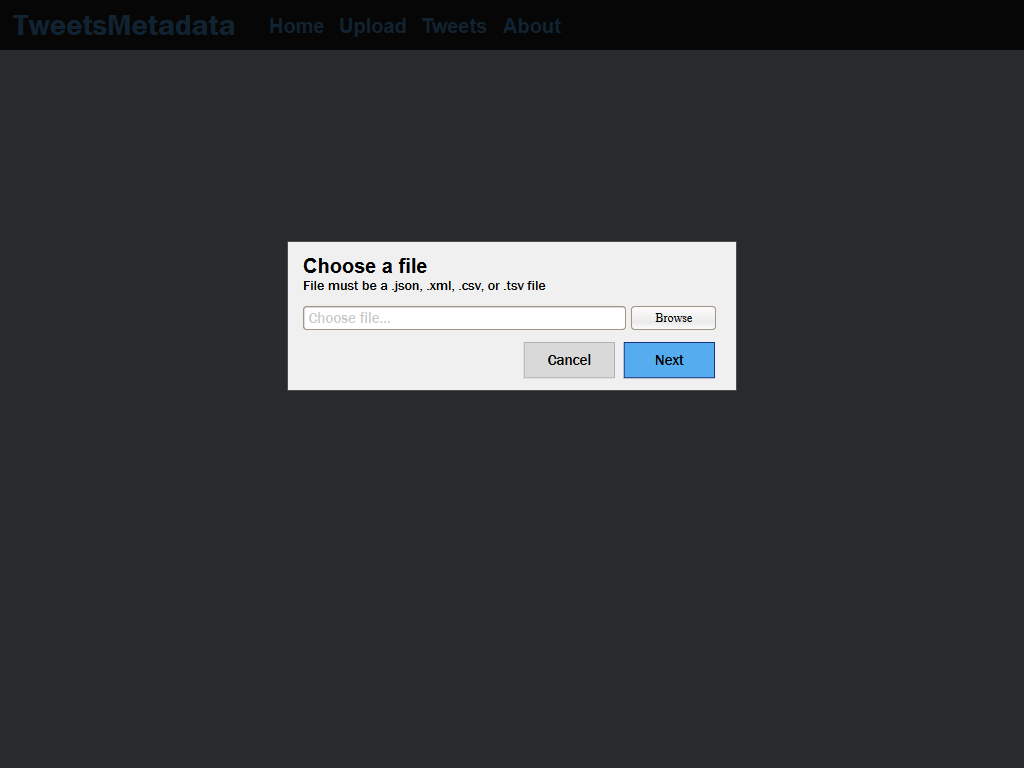 TweetsMetadata Home Upload Tweets About
Choose a file
File must be a .json, .xml, .csv, or .tsv file
Choose file... Browse
Cancel Next